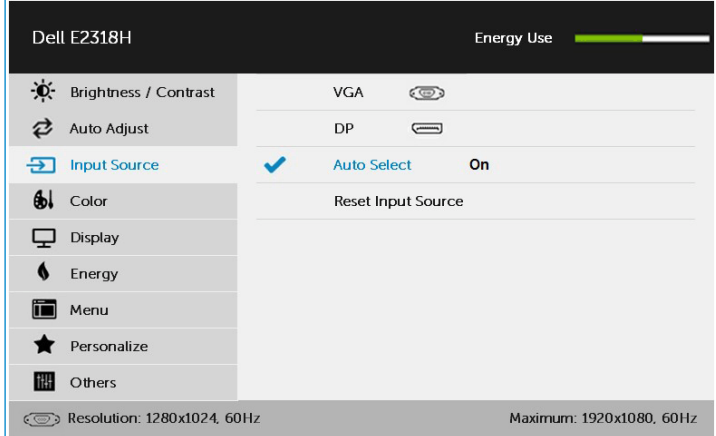 Dell E2318H
Energy Use
Brightness / Contrast
VGA
Auto Adjust
DP
Input Source
Auto Select On
Color
Reset Input Source
Display
Energy
Menu
Personalize
Others
Resolution: 1280x1024, 60Hz
Maximum: 1920x1080, 60Hz